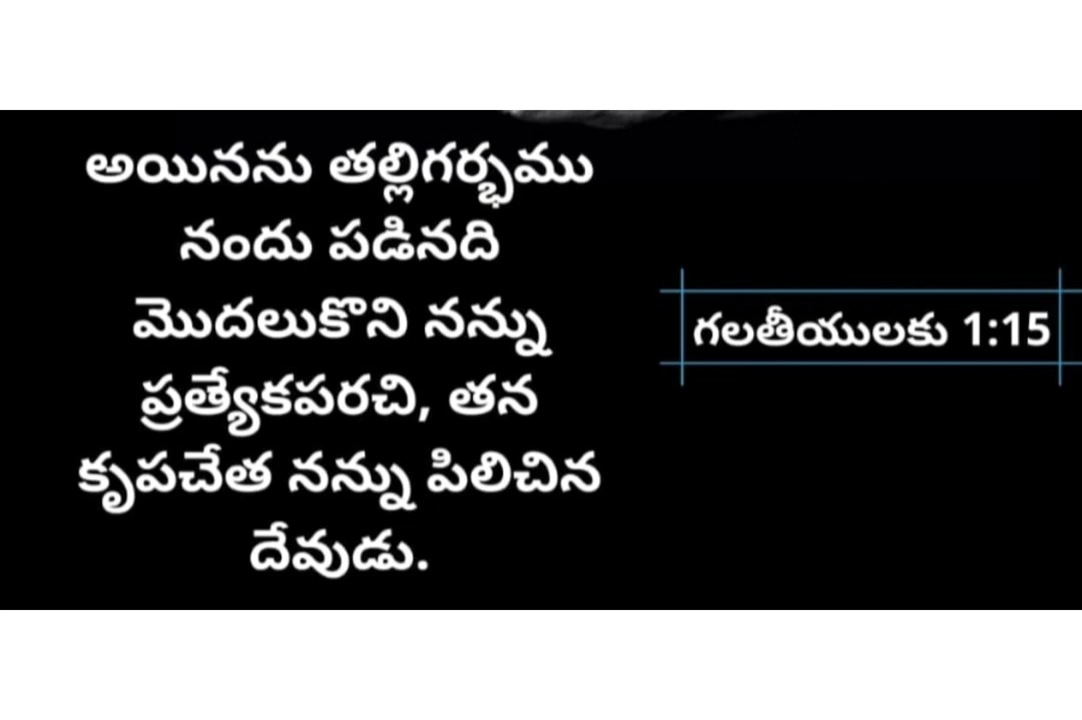 అయినను తల్లిగర్భము
నందు పడినది
మొదలుకొని నన్ను
ప్రత్యేకపరచి, తన
కృపచేత నన్ను పిలిచిన
దేవుడు.
గలతీయులకు 1:15